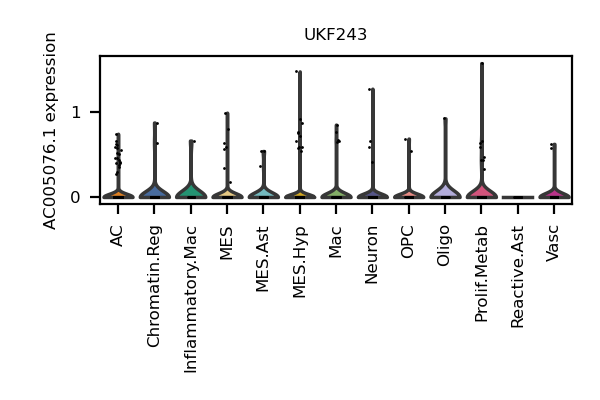 UKF243
AC005076.1 expression
1
0
AC
Chromatin.Reg
Inflammatory.Mac
MES
MES.Ast
MES.Hyp
Mac
Neuron
OPC
Oligo
Prolif.Metab
Reactive.Ast
Vasc